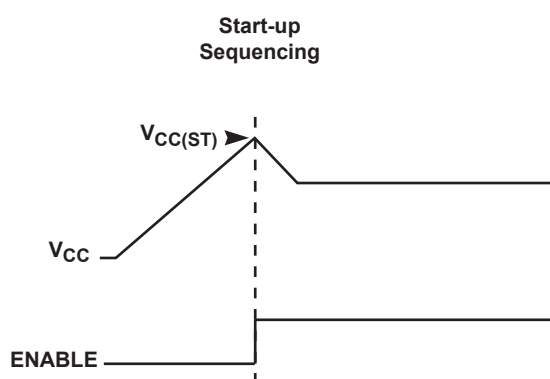 Start-up
Sequencing
VCC(ST)
VCC
ENABLE